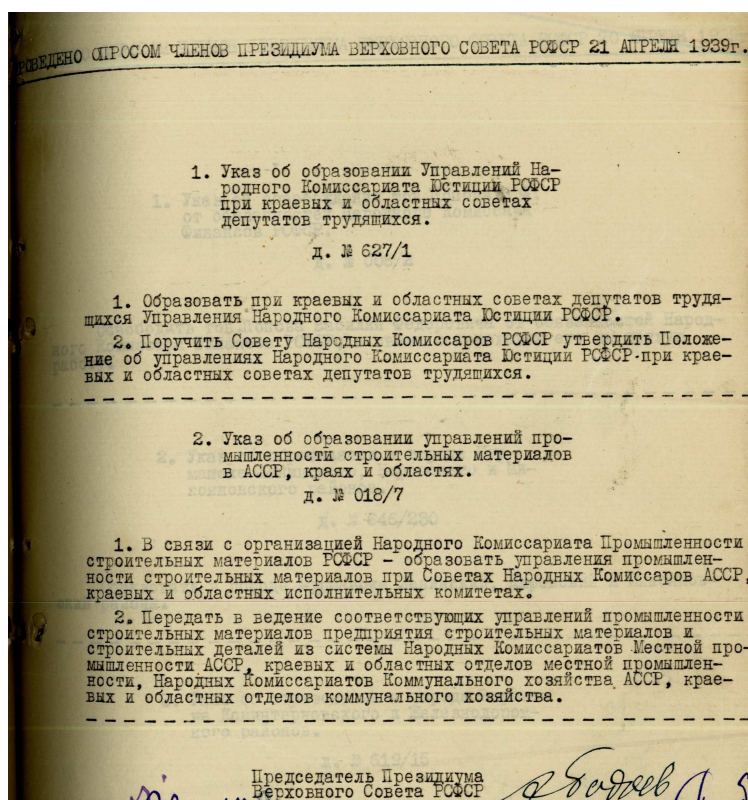 ПРОВЕДЕНО ОПРОСОМ ЧЛЕНОВ ПРЕЗИДИУМА ВЕРХОВНОГО СОВЕТА РСФСР 21 АПРЕЛЯ 1939г.
1. Указ об образовании Управлений На-
родного Комиссариата Юстиции РСФСР
при краевых и областных советах
депутатов трудящихся.
д. № 627/1
1. Образовать при краевых и областных советах депутатов трудя-
щихся Управления Народного Комиссариата Юстиции РСФСР.
2. Поручить Совету Народных Комиссаров РСФСР утвердить Положе-
ние об управлениях Народного Комиссариата Юстиции РСФСР при крае-
вых и областных советах депутатов трудящихся.
2. Указ об образовании управлений про-
мышленности строительных материалов
в АССР, краях и областях.
д. № 018/7
1. В связи с организацией Народного Комиссариата Промышленности
строительных материалов РСФСР - образовать управления промышлен-
ности строительных материалов при Советах Народных Комиссаров АССР,
краевых и областных исполнительных комитетах.
2. Передать в ведение соответствующих управлений промышленности
строительных материалов предприятия строительных материалов и
строительных деталей из системы Народных Комиссариатов Местной про-
мышленности АССР, краевых и областных отделов местной промышлен-
ности, Народных Комиссариатов Коммунального хозяйства АССР, крае-
вых и областных отделов коммунального хозяйства.
Председатель Президиума
Верховного Совета РСФСР